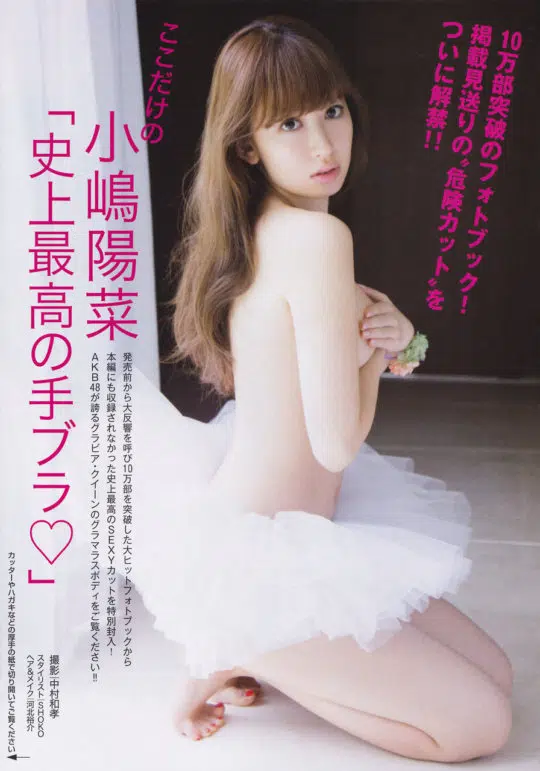 10万部突破のフォトブック!
掲載見送りの"危険カット"を
ついに解禁!!
ここだけの
小嶋陽菜
「史上最高の手ブラ♡」
発売前から大反響を呼び10万部を突破した大ヒットフォトブックから
本編にも収録されなかった史上最高のSEXYカットを特別封入!
AKB48が誇るグラビア・クイーンのグラマラスボディをご覧ください!!
撮影│中村和孝
スタイリスト│SHOKO
ヘア&メイク│河北裕介
カッターやハガキなどの厚手の紙で切り開いてご覧ください